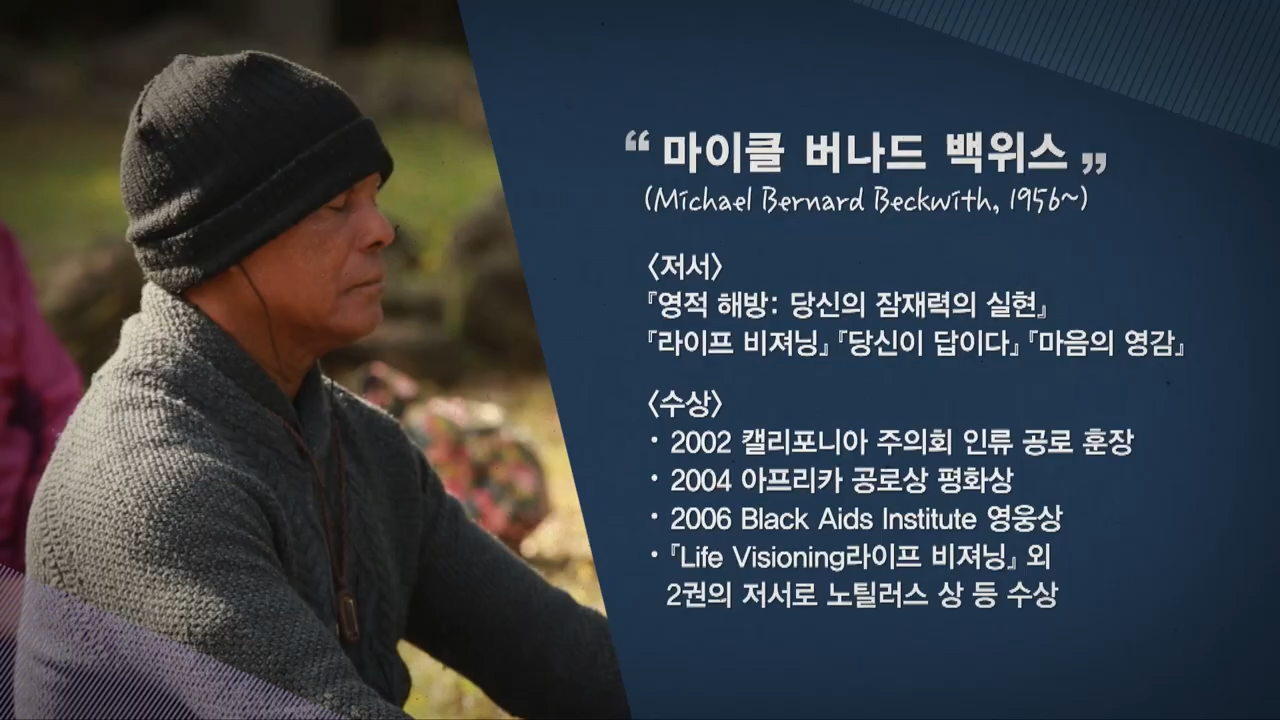 “ 마이클 버나드 백위스 ”
(Michael Bernard Beckwith, 1956~)
〈저서〉
『영적 해방: 당신의 잠재력의 실현』
『라이프 비져닝』『당신이 답이다』『마음의 영감』
〈수상〉
· 2002 캘리포니아 주의회 인류 공로 훈장
· 2004 아프리카 공로상 평화상
· 2006 Black Aids Institute 영웅상
· 『Life Visioning라이프 비져닝』 외
2권의 저서로 노틸러스 상 등 수상